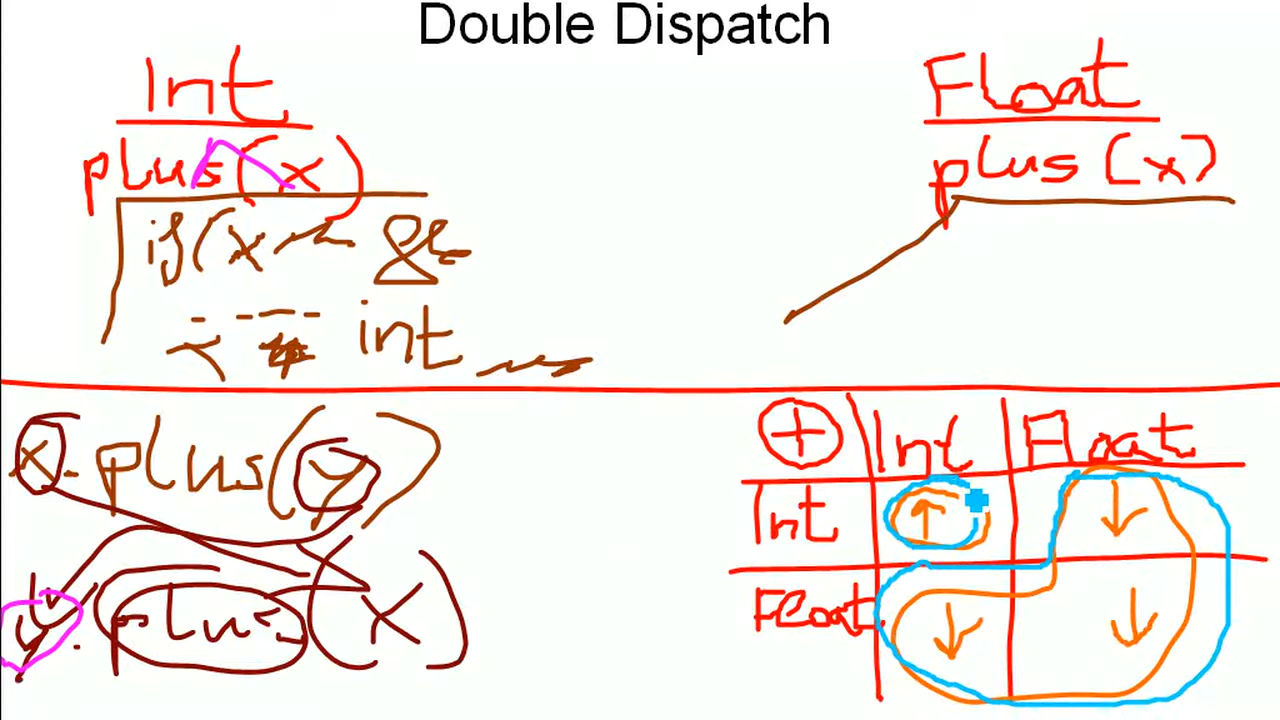 Double Dispatch
Int
plus(x)
if(x
int
Float
plus (x)
x. plus(y)
y. plus (x)
+ Int Float
Int ↑ ↓
Float ↓ ↓